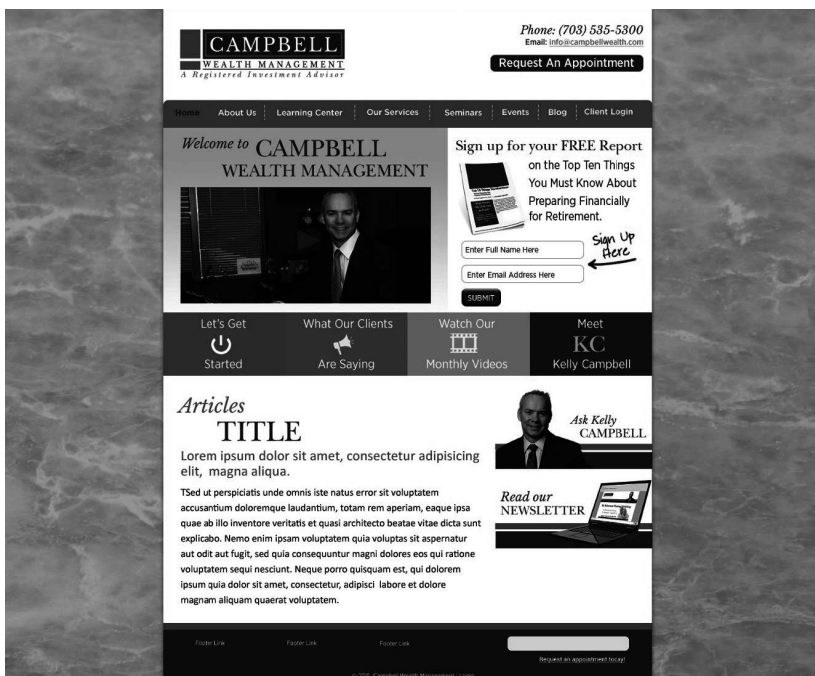 CAMPBELL
WEALTH MANAGEMENT
A Registered Investment Advisor
Phone: (703) 535-5300
Email: info@campbellwealth.com
Request An Appointment
Home
About Us
Learning Center
Our Services
Seminars
Events
Blog
Client Login
Welcome to CAMPBELL
WEALTH MANAGEMENT
Sign up for your FREE Report
on the Top Ten Things
You Must Know About
Preparing Financially
for Retirement.
Enter Full Name Here
Sign Up
Here
Enter Email Address Here
SUBMIT
Let's Get
Started
What Our Clients
Are Saying
Watch Our
Monthly Videos
Meet
KC
Kelly Campbell
Articles
TITLE
Lorem ipsum dolor sit amet, consectetur adipisicing
elit, magna aliqua.
TSed ut perspiciatis unde omnis iste natus error sit voluptatem
accusantium doloremque laudantium, totam rem aperiam, eaque ipsa
quae ab illo inventore veritatis et quasi architecto beatae vitae dicta sunt
explicabo. Nemo enim ipsam voluptatem quia voluptas sit aspernatur
aut odit aut fugit, sed quia consequuntur magni dolores eos qui ratione
voluptatem sequi nesciunt. Neque porro quisquam est, qui dolorem
ipsum quia dolor sit amet, consectetur, adipisci labore et dolore
magnam aliquam quaerat voluptatem.
Ask Kelly
CAMPBELL
Read our
NEWSLETTER
Footer Link
Footer Link
Footer Link
Request an appointment today!
Campbell Wealth Management